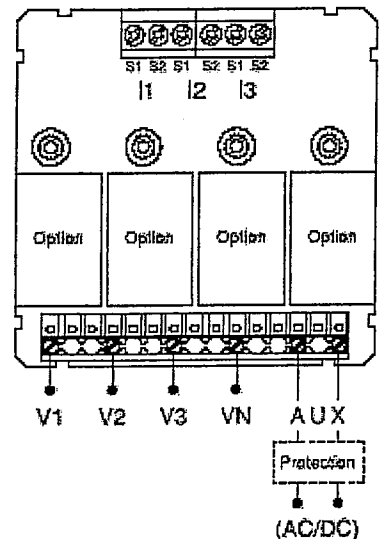 S1 S2 S1 S2 S1 S2
I1 I2 I3
Option Option Option Option
V1 V2 V3 VN AUX
Protection
(AC/DC)